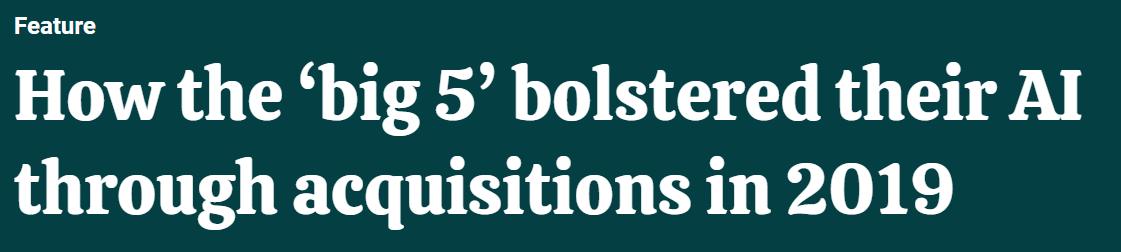 Feature
How the ‘big 5’ bolstered their AI
through acquisitions in 2019